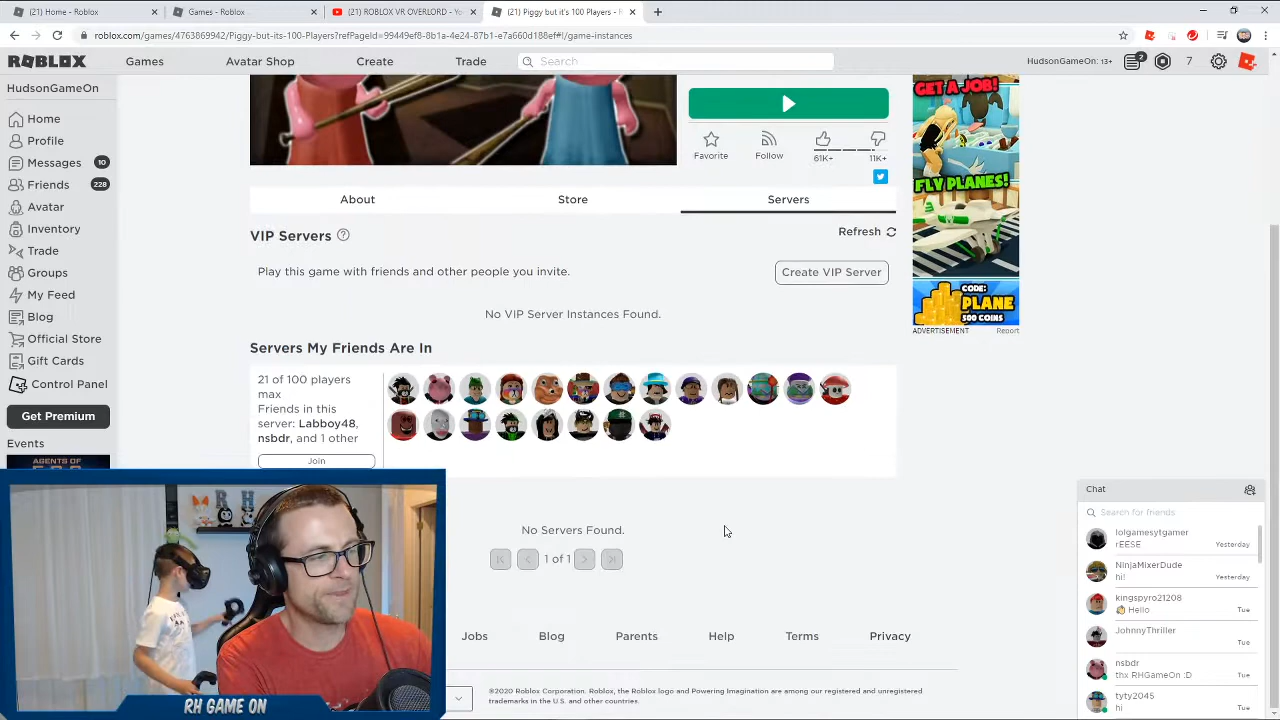 (21) Home - Roblox
Games - Roblox
(21) ROBLOX VR OVERLORD - Yo
(21) Piggy but it's 100 Players - R
roblox.com/games/4763869942/Piggy-but-its-100-Players?refPageId=99449ef8-8b1a-4e24-87b1-e7a660d188ef#!/game-instances
ROBLOX
Games
Avatar Shop
Create
Trade
Search
HudsonGameOn: 13+
2
7
HudsonGameOn
Home
Profile
Messages 10
Friends 228
Avatar
Inventory
Trade
Groups
My Feed
Blog
Official Store
Gift Cards
Control Panel
Get Premium
Events
AGENTS OF
Favorite
Follow
61K+
11K+
About
Store
Servers
VIP Servers
Refresh
Play this game with friends and other people you invite.
Create VIP Server
No VIP Server Instances Found.
Servers My Friends Are In
21 of 100 players
max
Friends in this
server: Labboy48,
nsbdr, and 1 other
Join
No Servers Found.
1 of 1
Jobs
Blog
Parents
Help
Terms
Privacy
©2020 Roblox Corporation. Roblox, the Roblox logo and Powering Imagination are among our registered and unregistered
trademarks in the U.S. and other countries.
GET A JOB!
FLY PLANES!
CODE:
PLANE
500 COINS
ADVERTISEMENT
Report
Chat
Search for friends
lolgamesytgamer
rEESE
Yesterday
NinjaMixerDude
hi!
Yesterday
kingspyro21208
👋 Hello
Tue
JohnnyThriller
Tue
nsbdr
thx RHGameOn :D
Tue
tyty2045
hi
Tue
R H
RH GAME ON